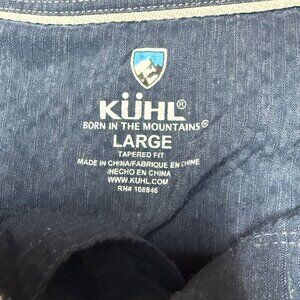 KÜHL®
BORN IN THE MOUNTAINS®
LARGE
TAPERED FIT
MADE IN CHINA/FABRIQUE EN CHINE
/HECHO EN CHINA
WWW.KUHL.COM
RN# 108846